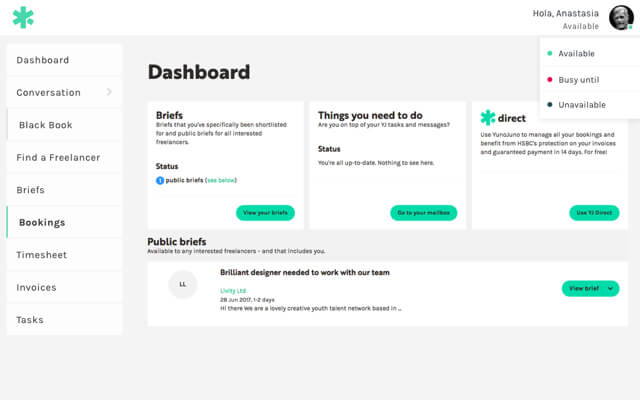 Hola, Anastasia
Available
Available
Busy until
Unavailable
Dashboard
Conversation
Black Book
Find a Freelancer
Briefs
Bookings
Timesheet
Invoices
Tasks
Dashboard
Briefs
Briefs that you've specifically been shortlisted
for and public briefs for all interested
freelancers.
Status
1 public briefs (see below)
View your briefs
Things you need to do
Are you on top of your YJ tasks and messages?
Status
You're all up-to-date. Nothing to see here.
Go to your mailbox
direct
Use YunoJuno to manage all your bookings and
benefit from HSBC's protection on your invoices
and guaranteed payment in 14 days. For free!
Use YJ Direct
Public briefs
Available to any interested freelancers - and that includes you.
LL
Brilliant designer needed to work with our team
Livity Ltd
28 Jun 2017, 1-2 days
Hi there We are a lovely creative youth talent network based in ...
View brief